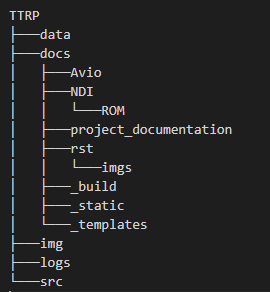 TTRP
├───data
├───docs
│   ├───Avio
│   ├───NDI
│   │   └───ROM
│   ├───project_documentation
│   ├───rst
│   │   └───imgs
│   ├───_build
│   ├───_static
│   └───_templates
├───img
├───logs
└───src